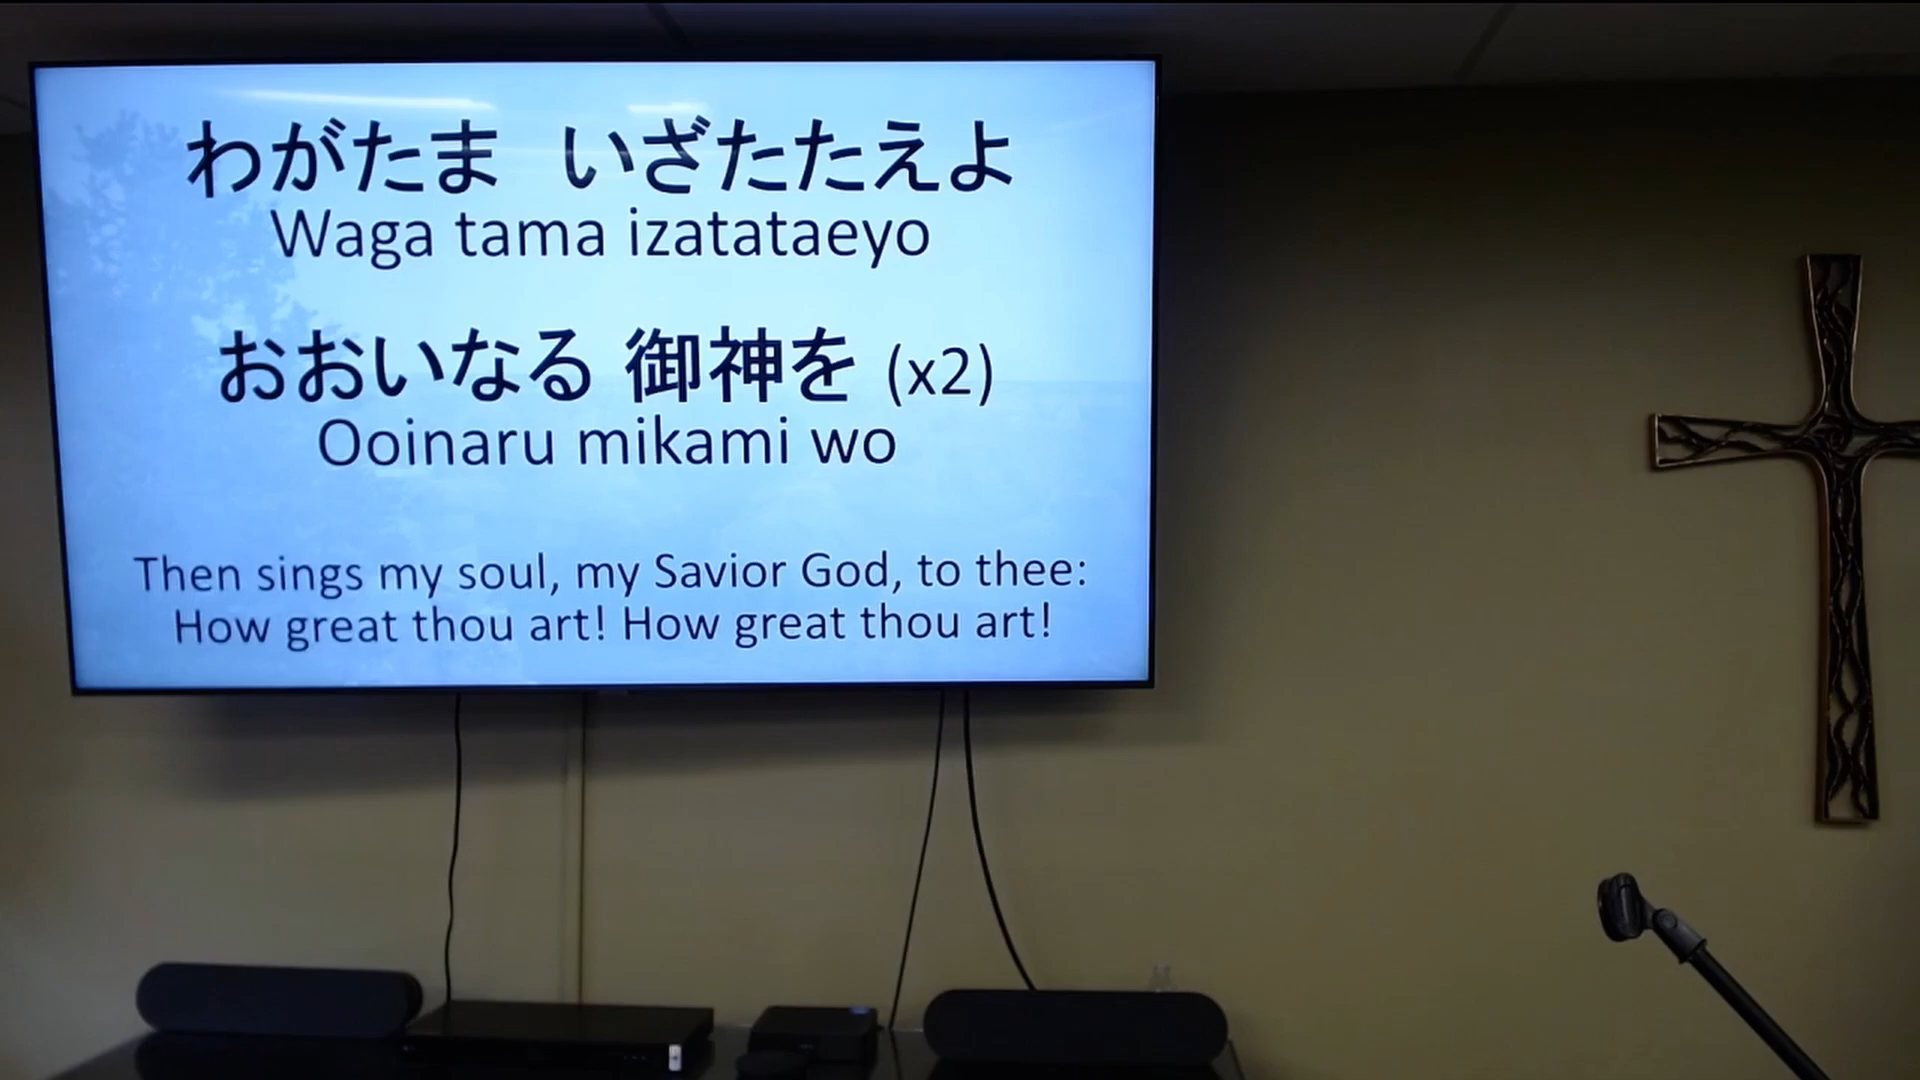 わがたま いざたたえよ
Waga tama izatataeyo
おおいなる 御神を (x2)
Ooinaru mikami wo
Then sings my soul, my Savior God, to thee:
How great thou art! How great thou art!